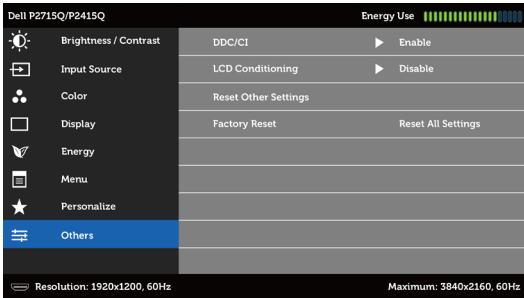 Dell P2715Q/P2415Q Energy Use
Brightness / Contrast DDC/CI Enable
Input Source LCD Conditioning Disable
Color Reset Other Settings
Display Factory Reset Reset All Settings
Energy
Menu
Personalize
Others
Resolution: 1920x1200, 60Hz Maximum: 3840x2160, 60Hz